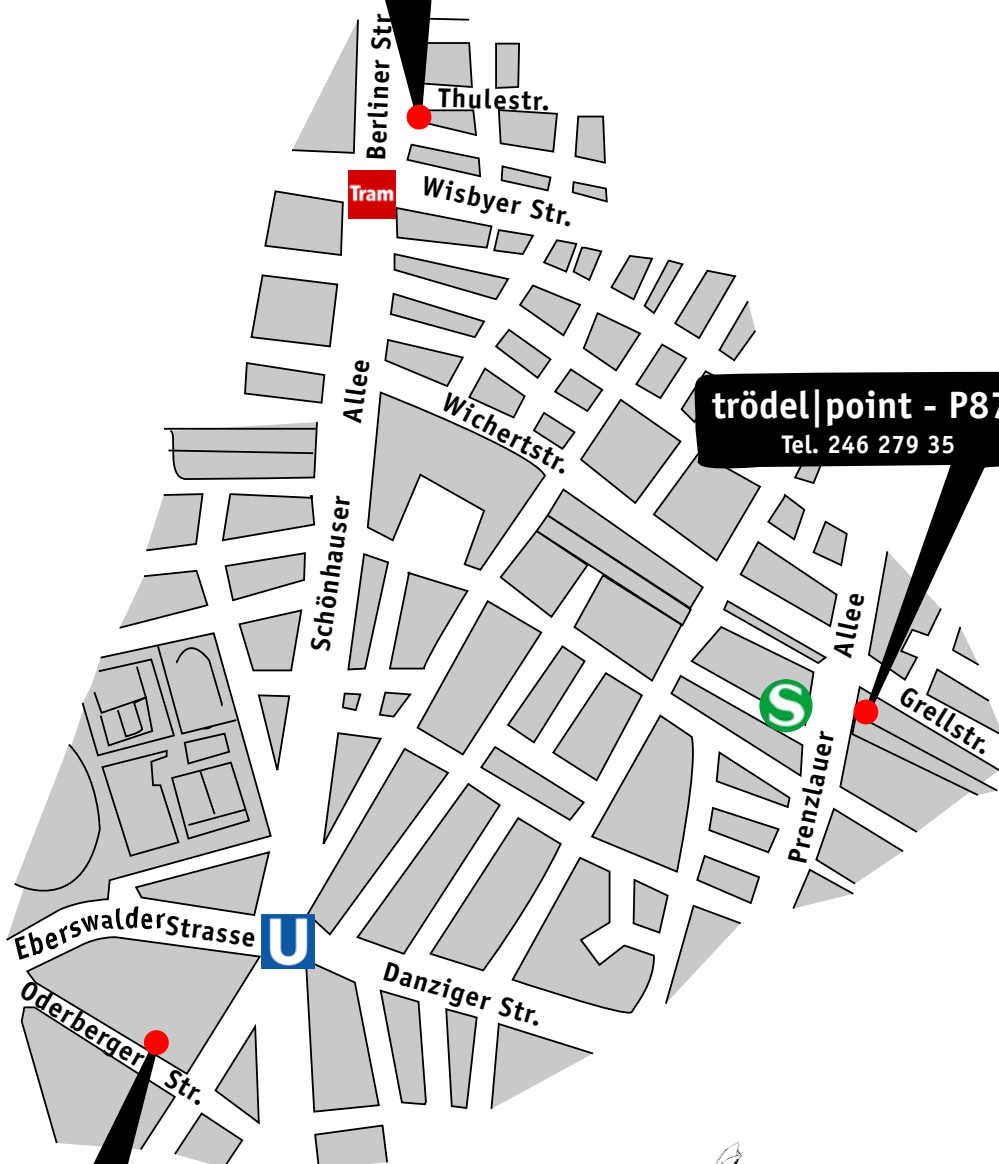 Berliner Str
Thulestr.
Tram
Wisbyer Str.
Allee
Wichertstr.
trödel|point - P87
Tel. 246 279 35
Schönhauser
Allee
S
Grellstr.
Prenzlauer
Eberswalder Strasse
U
Danziger Str.
Oderberger Str.